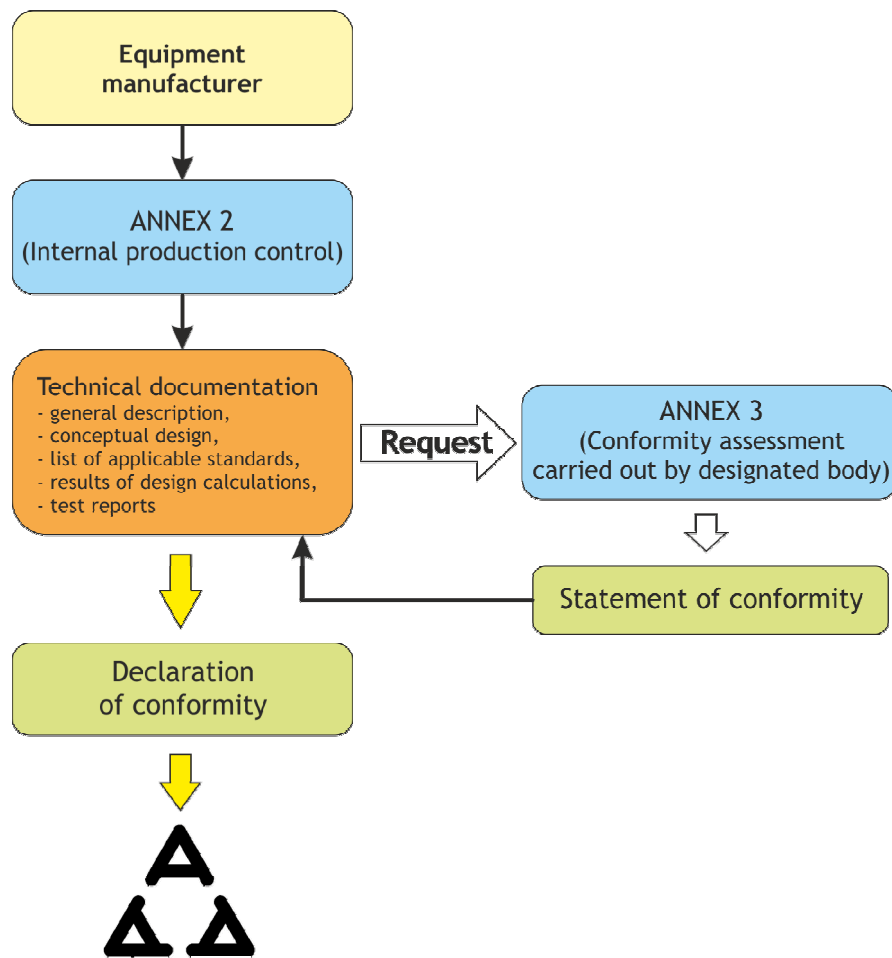 Equipment
manufacturer
ANNEX 2
(Internal production control)
Technical documentation
- general description,
- conceptual design,
- list of applicable standards,
- results of design calculations,
- test reports
Request
ANNEX 3
(Conformity assessment
carried out by designated body)
Statement of conformity
Declaration
of conformity